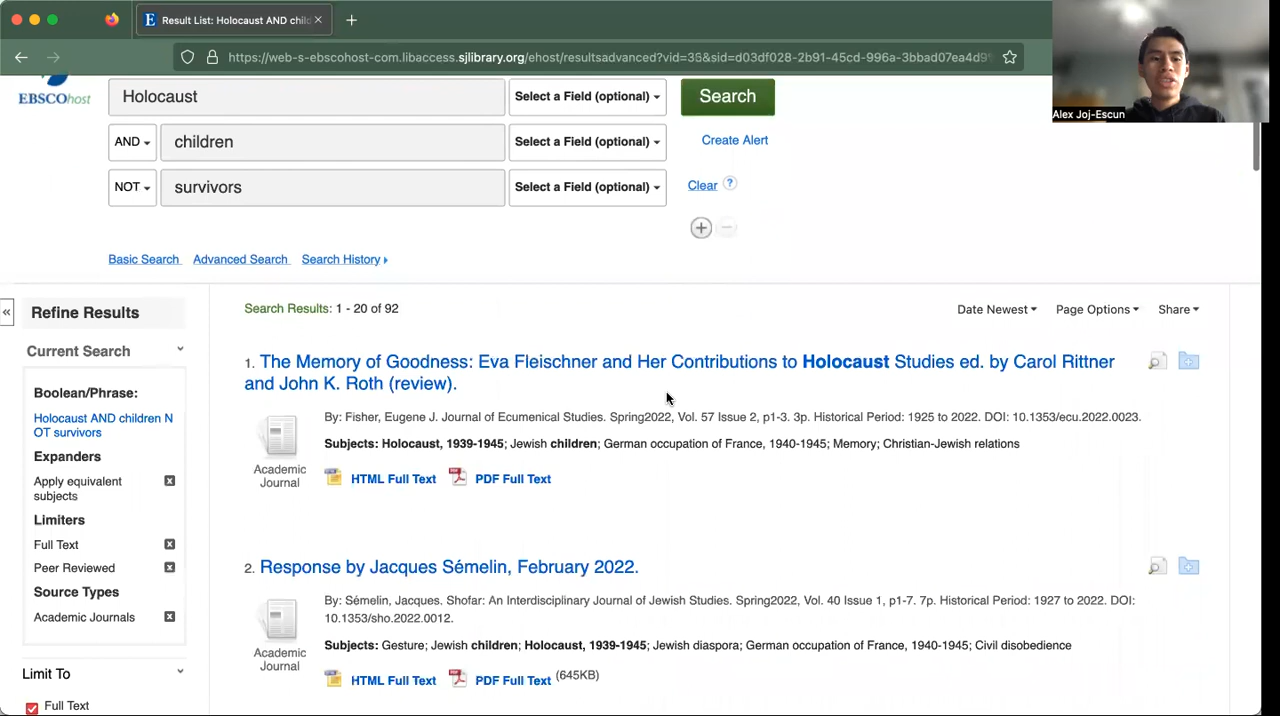 Result List: Holocaust AND chil
https://web-s-ebscohost-com.libaccess.sjlibrary.org/ehost/resultsadvanced?vid=35&sid=d03df028-2b91-45cd-996a-3bbad07ea4d9
Alex Joj-Escun
EBSCOhost
Holocaust
Select a Field (optional)
Search
AND
children
Select a Field (optional)
Create Alert
NOT
survivors
Select a Field (optional)
Clear ?
Basic Search Advanced Search Search History
Refine Results
Current Search
Boolean/Phrase:
Holocaust AND children N
OT survivors
Expanders
Apply equivalent
subjects
Limiters
Full Text
Peer Reviewed
Source Types
Academic Journals
Limit To
Full Text
Search Results: 1 - 20 of 92
Date Newest Page Options Share
1. The Memory of Goodness: Eva Fleischner and Her Contributions to Holocaust Studies ed. by Carol Rittner
and John K. Roth (review).
By: Fisher, Eugene J. Journal of Ecumenical Studies. Spring2022, Vol. 57 Issue 2, p1-3. 3p. Historical Period: 1925 to 2022. DOI: 10.1353/ecu.2022.0023.
Subjects: Holocaust, 1939-1945; Jewish children; German occupation of France, 1940-1945; Memory; Christian-Jewish relations
Academic
Journal
HTML Full Text PDF Full Text
2. Response by Jacques Sémelin, February 2022.
By: Sémelin, Jacques. Shofar: An Interdisciplinary Journal of Jewish Studies. Spring2022, Vol. 40 Issue 1, p1-7. 7p. Historical Period: 1927 to 2022. DOI:
10.1353/sho.2022.0012.
Subjects: Gesture; Jewish children; Holocaust, 1939-1945; Jewish diaspora; German occupation of France, 1940-1945; Civil disobedience
Academic
Journal
HTML Full Text PDF Full Text (645KB)